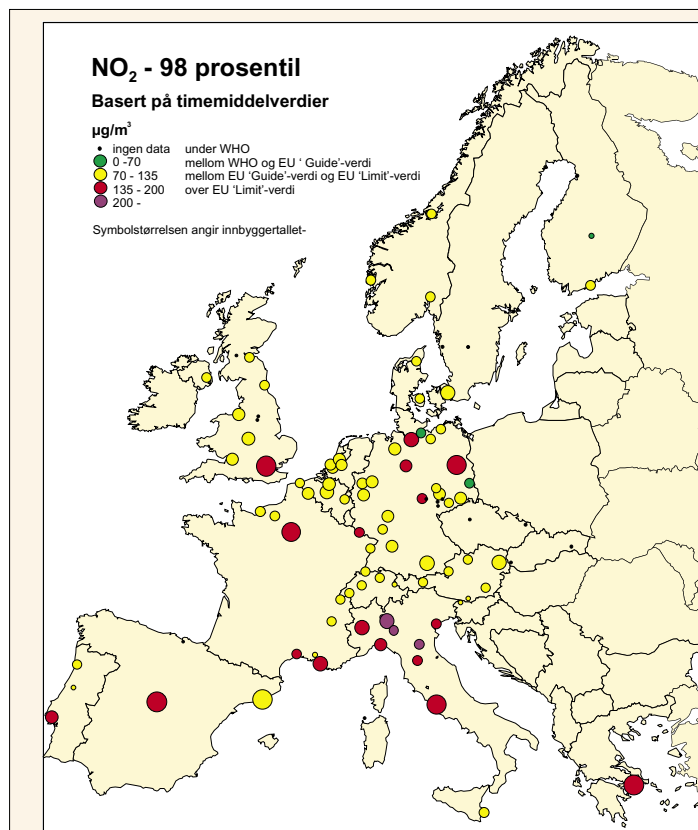 NO2 - 98 prosentil
Basert på timemiddelverdier
µg/m3
ingen data under WHO
0 -70 mellom WHO og EU ‘ Guide’-verdi
70 - 135 mellom EU ‘Guide’-verdi og EU ‘Limit’-verdi
135 - 200 over EU ‘Limit’-verdi
200 -
Symbolstørrelsen angir innbyggertallet-